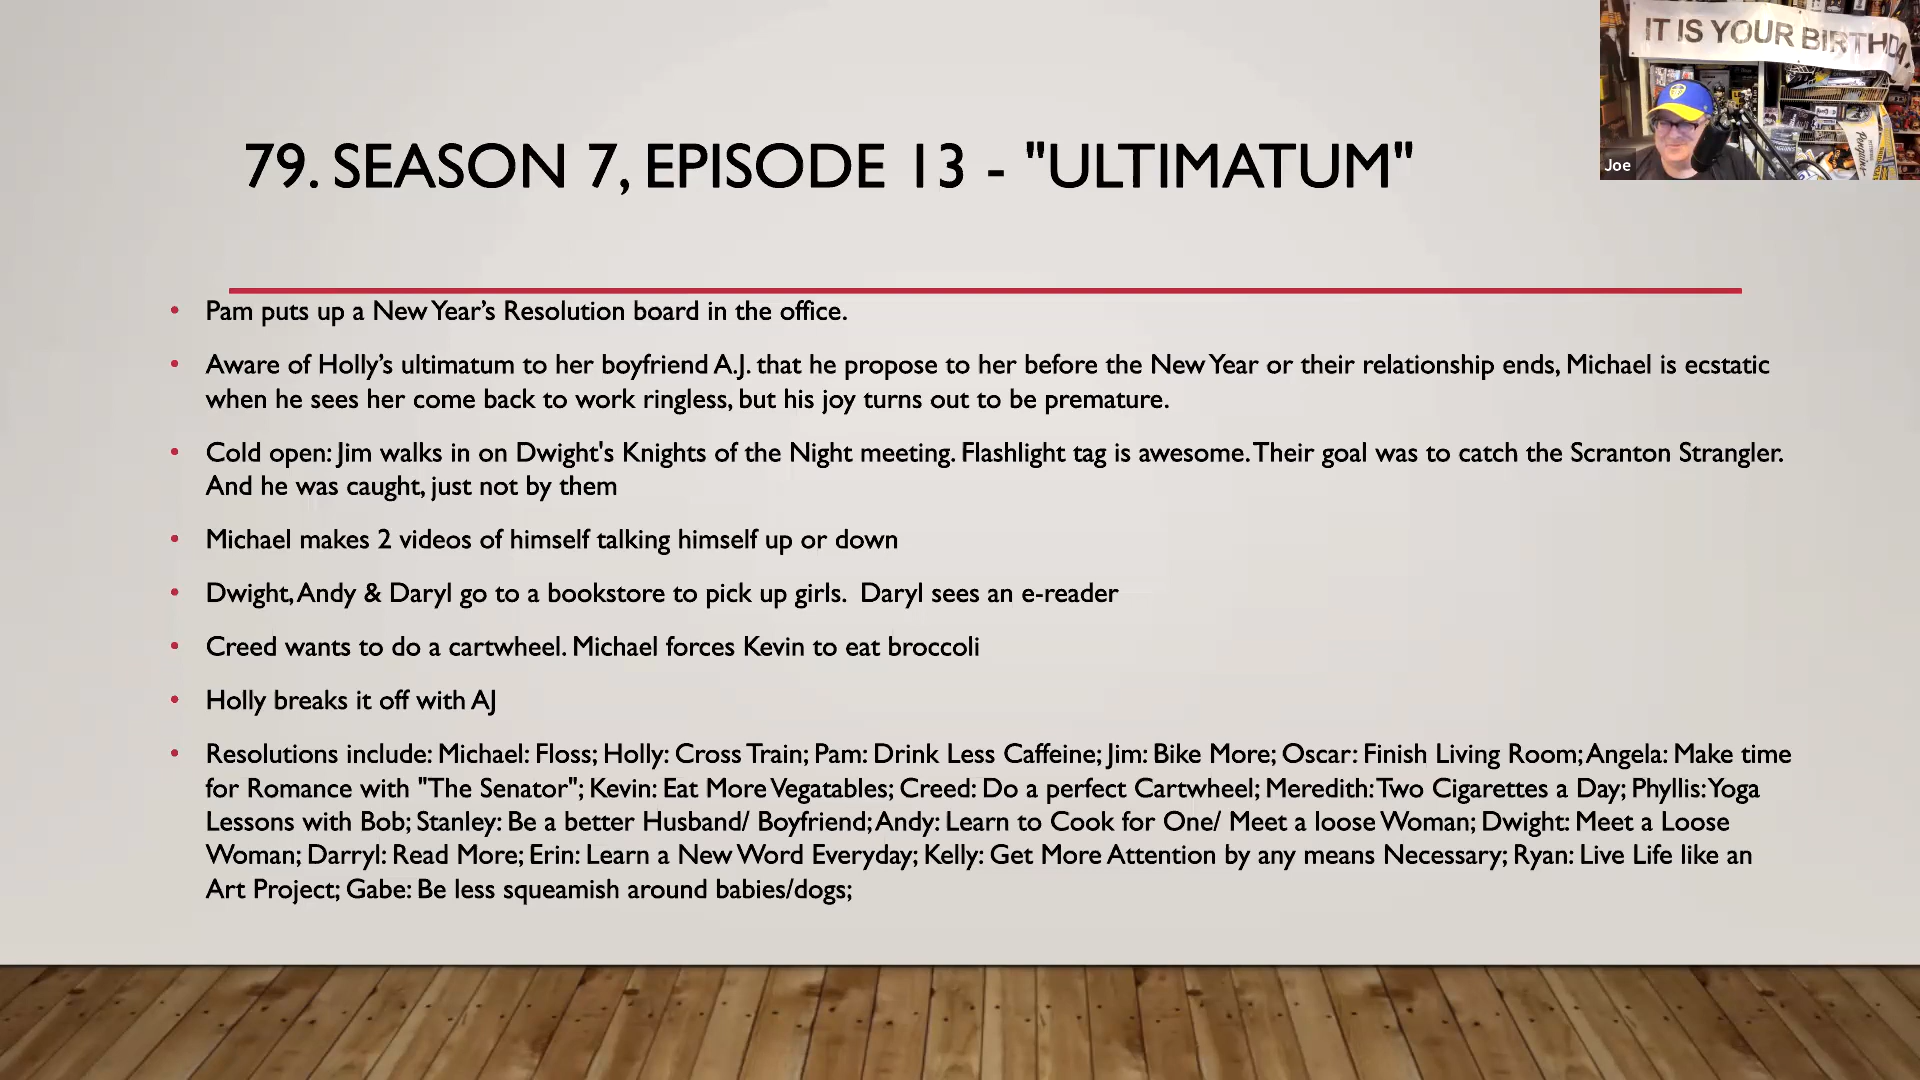 IT IS YOUR BIRTHDA
Joe
79. SEASON 7, EPISODE 13 - "ULTIMATUM"
• Pam puts up a New Year’s Resolution board in the office.
• Aware of Holly’s ultimatum to her boyfriend A.J. that he propose to her before the New Year or their relationship ends, Michael is ecstatic
when he sees her come back to work ringless, but his joy turns out to be premature.
• Cold open: Jim walks in on Dwight's Knights of the Night meeting. Flashlight tag is awesome. Their goal was to catch the Scranton Strangler.
And he was caught, just not by them
• Michael makes 2 videos of himself talking himself up or down
• Dwight, Andy & Daryl go to a bookstore to pick up girls.  Daryl sees an e-reader
• Creed wants to do a cartwheel. Michael forces Kevin to eat broccoli
• Holly breaks it off with AJ
• Resolutions include: Michael: Floss; Holly: Cross Train; Pam: Drink Less Caffeine; Jim: Bike More; Oscar: Finish Living Room; Angela: Make time
for Romance with "The Senator"; Kevin: Eat More Vegatables; Creed: Do a perfect Cartwheel; Meredith: Two Cigarettes a Day; Phyllis: Yoga
Lessons with Bob; Stanley: Be a better Husband/ Boyfriend; Andy: Learn to Cook for One/ Meet a loose Woman; Dwight: Meet a Loose
Woman; Darryl: Read More; Erin: Learn a New Word Everyday; Kelly: Get More Attention by any means Necessary; Ryan: Live Life like an
Art Project; Gabe: Be less squeamish around babies/dogs;